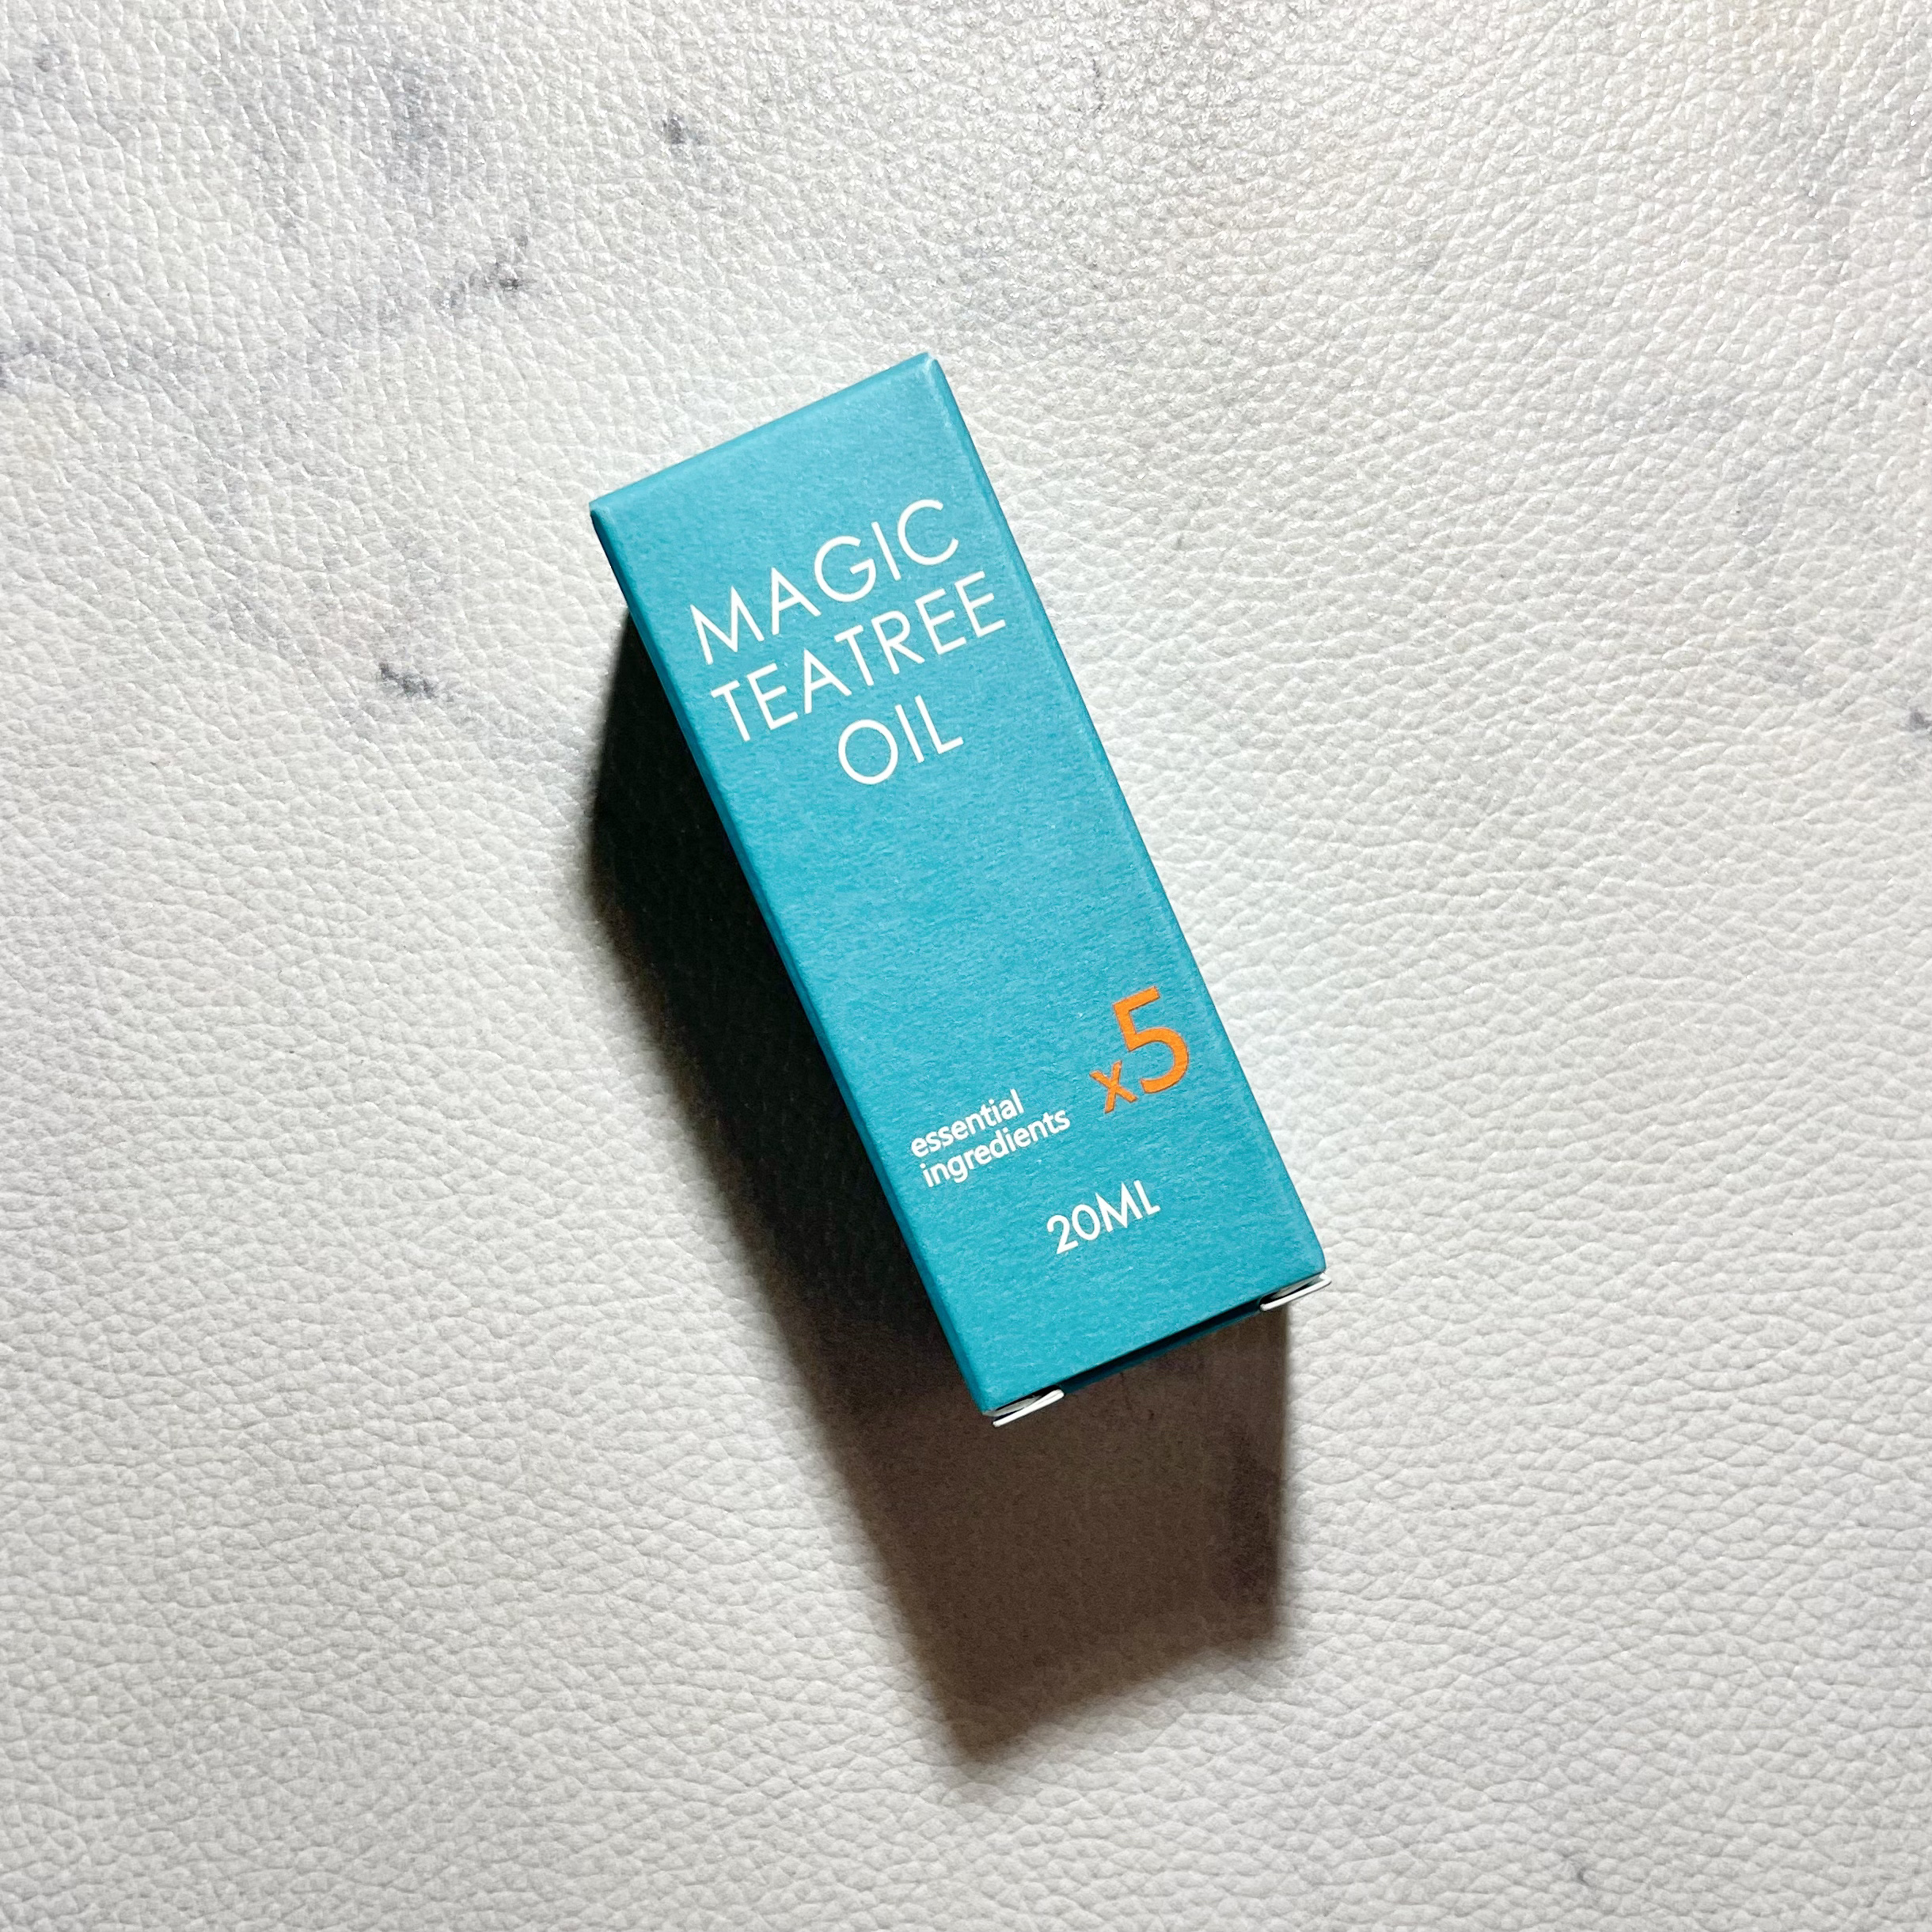 MAGIC
TEATREE
OIL
essential
ingredients
x5
20ML